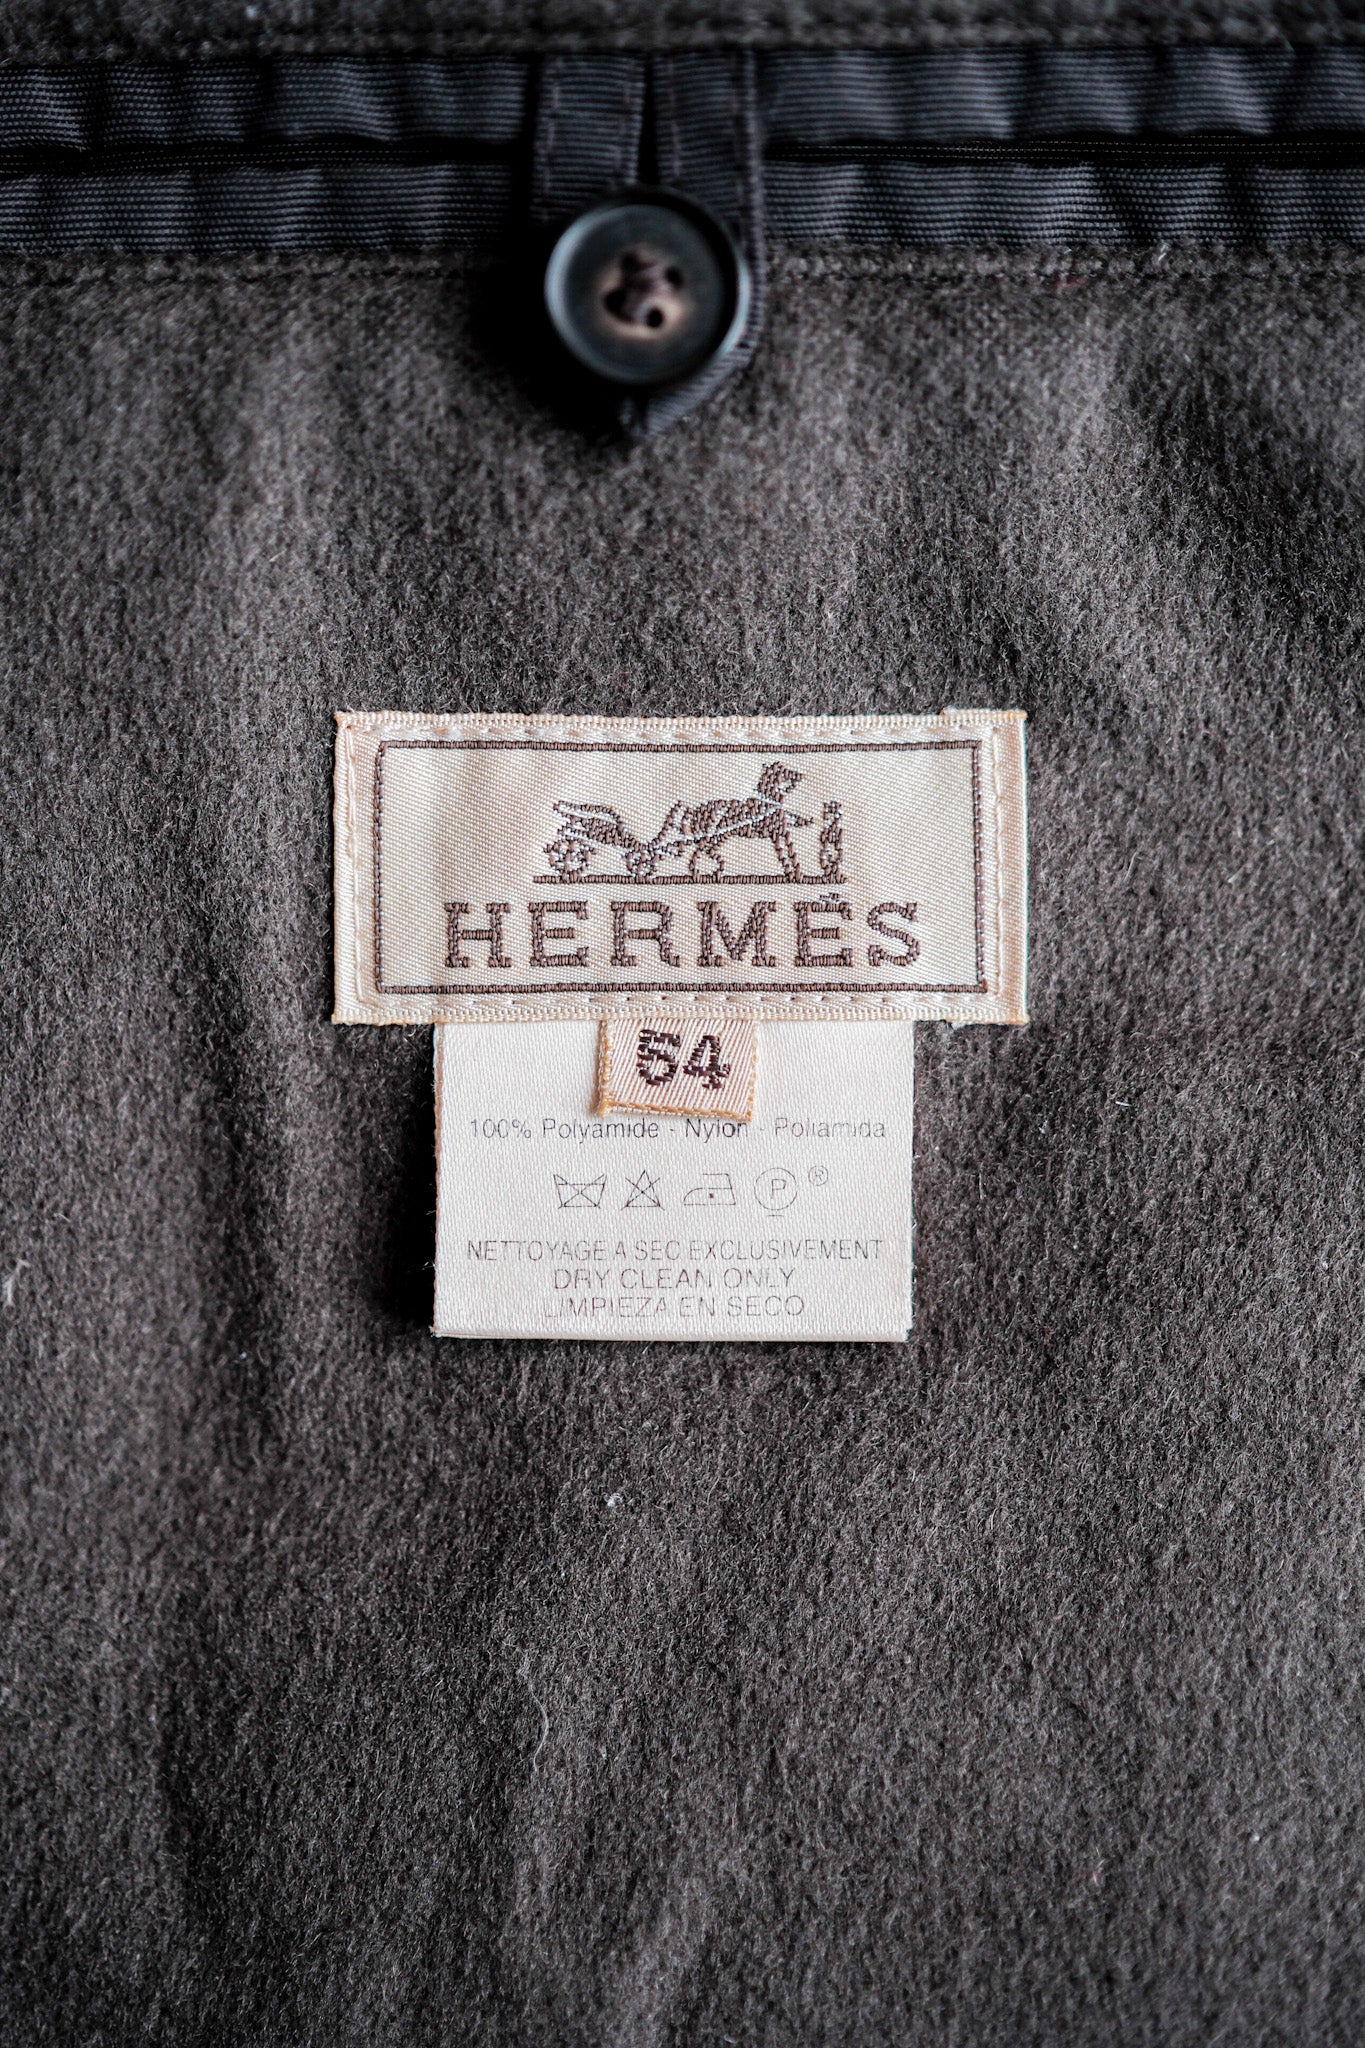 HERMÈS
54
100% Polyamide - Nylon - Poliamida
P ®
NETTOYAGE A SEC EXCLUSIVEMENT
DRY CLEAN ONLY
LIMPIEZA EN SECO